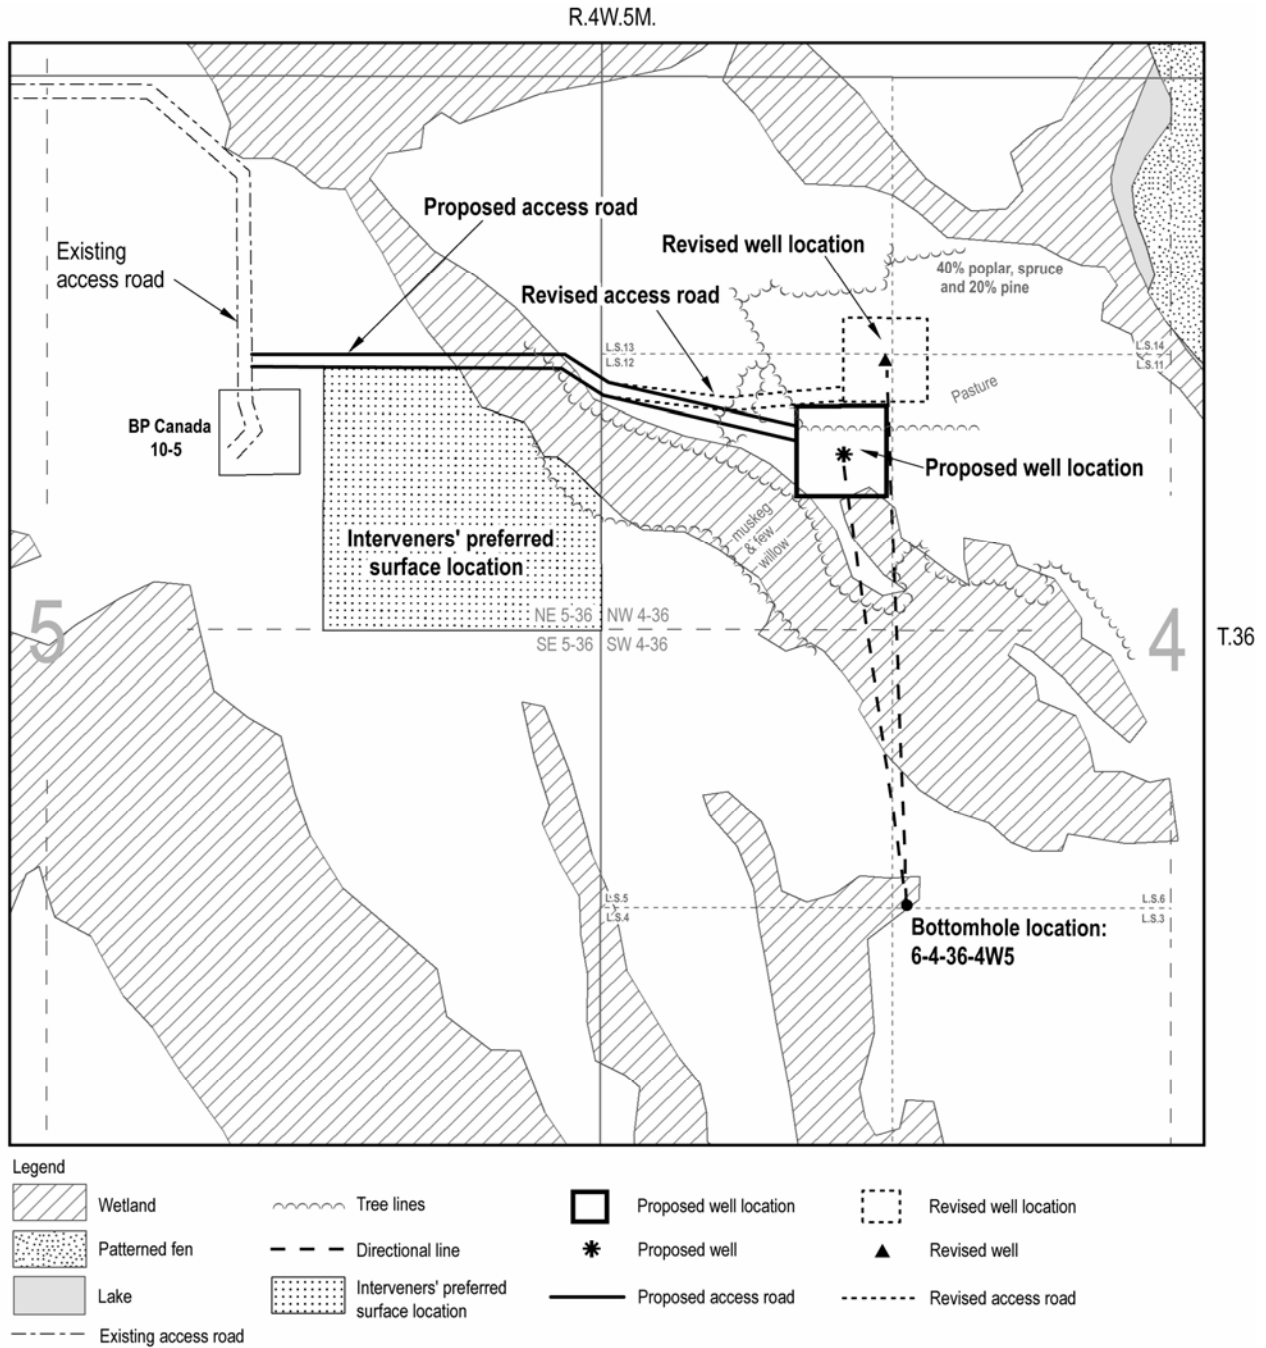 R.4W.5M.
Proposed access road
Existing
access road
Revised well location
40% poplar, spruce
and 20% pine
Revised access road
L.S.13
L.S.12
L.S.14
L.S.11
Pasture
BP Canada
10-5
Proposed well location
muskeg
& few
willow
Interveners' preferred
surface location
NE 5-36 NW 4-36
SE 5-36 SW 4-36
5
4
T.36
L.S.5
L.S.4
L.S.6
L.S.3
Bottomhole location:
6-4-36-4W5
Legend
Wetland
Tree lines
Proposed well location
Revised well location
Patterned fen
Directional line
Proposed well
Revised well
Lake
Interveners' preferred
surface location
Proposed access road
Revised access road
Existing access road